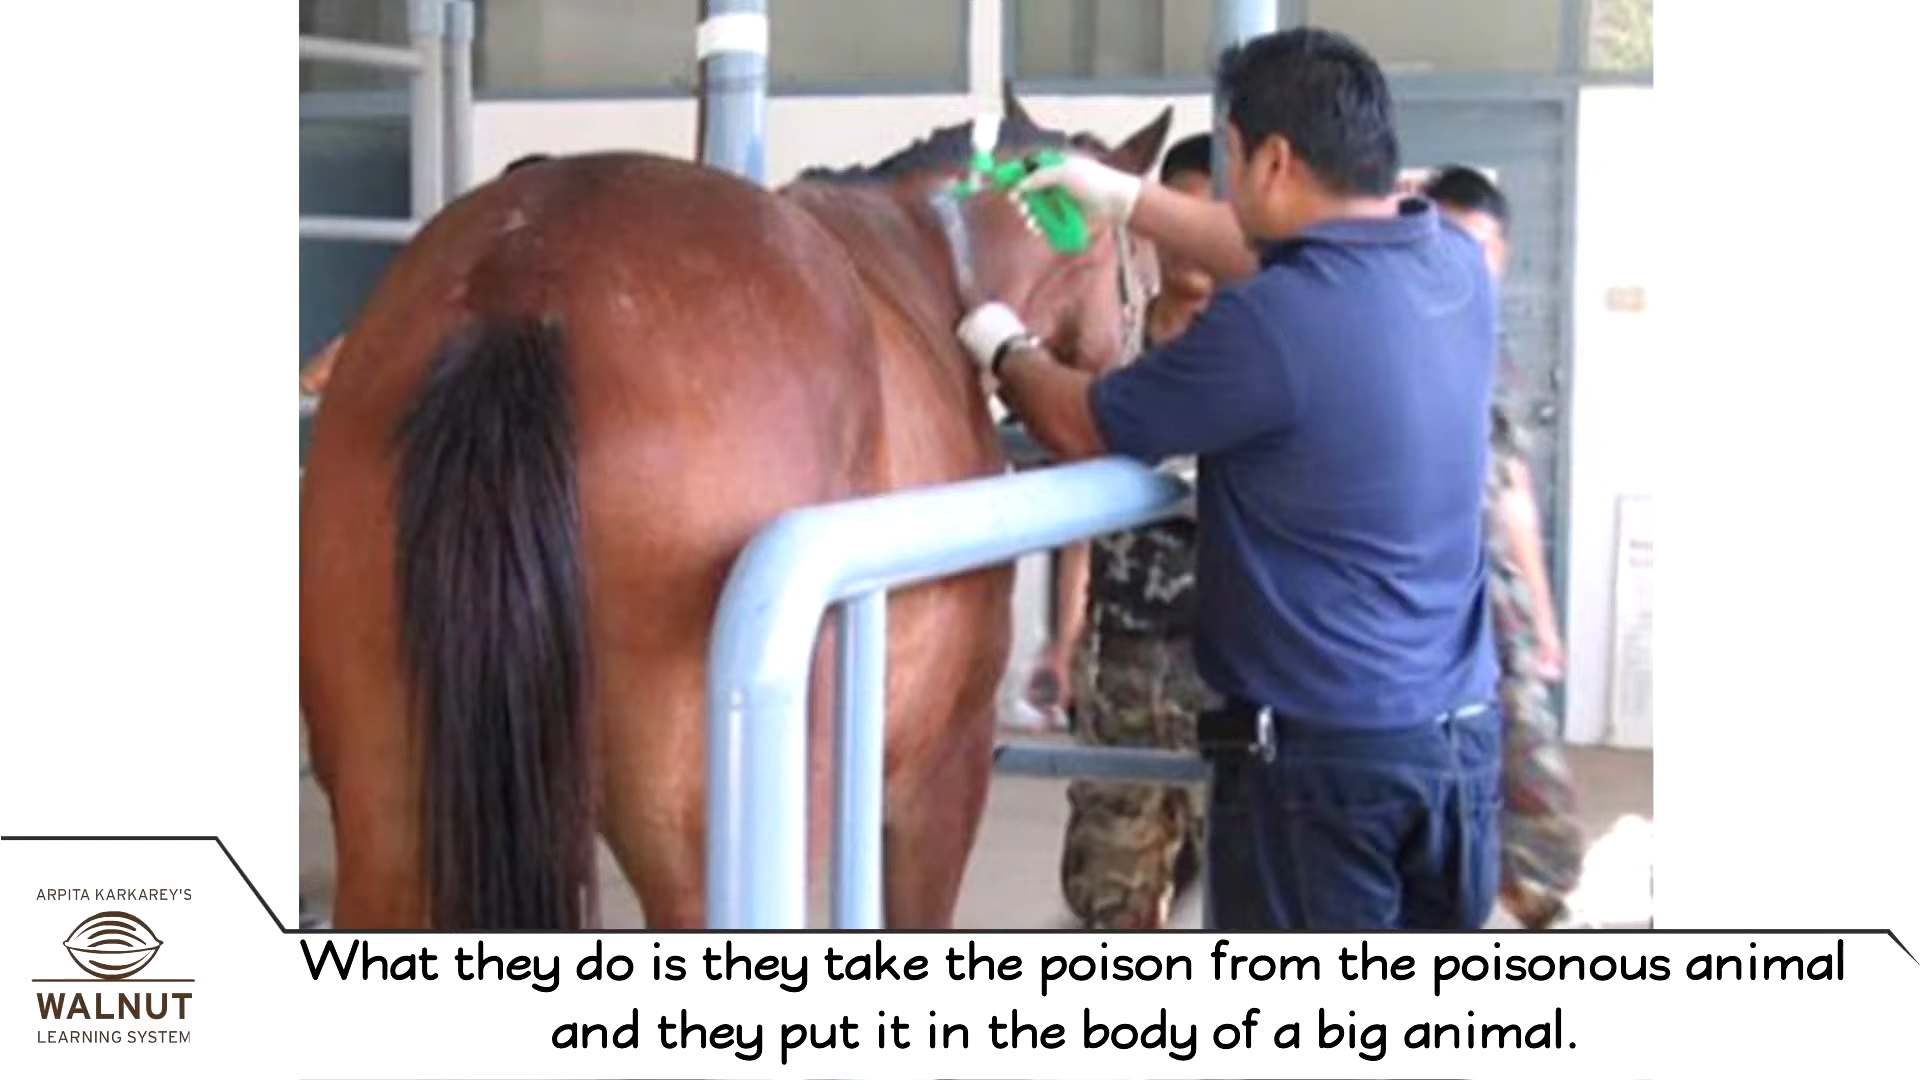 What they do is they take the poison from the poisonous animal
and they put it in the body of a big animal.
ARPITA KARKAREY'S
WALNUT
LEARNING SYSTEM